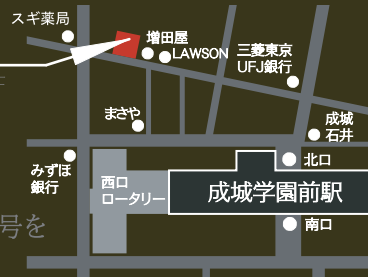 スギ薬局
増田屋
LAWSON
三菱東京
UFJ銀行
まさや
成城
石井
みずほ
銀行
北口
西口
ロータリー
成城学園前駅
南口
号を